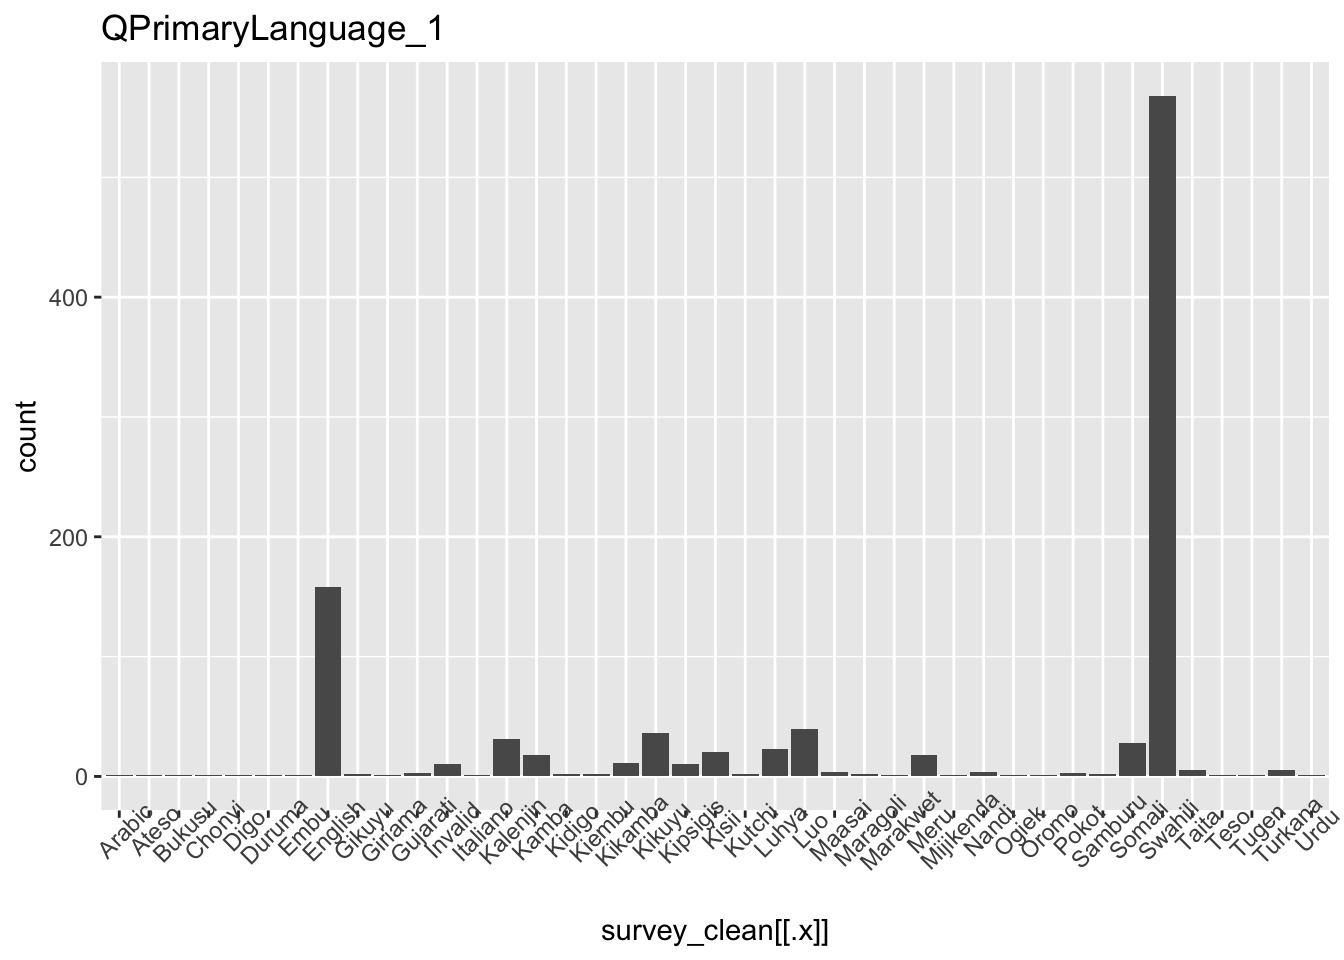 QPrimaryLanguage_1
count
400
200
0
Arabic
Ateso
Bukusu
Chonyi
Digo
Duruma
Embu
English
Gikuyu
Giriama
Gujarati
Invalid
Italiano
Kalenjin
Kamba
Kidigo
Kiembu
Kikamba
Kikuyu
Kipsigis
Kisii
Kutchi
Luhya
Luo
Maasai
Maragoli
Marakwet
Meru
Mijikenda
Nandi
Ogiek
Oromo
Pokot
Samburu
Somali
Swahili
Taita
Teso
Tugen
Turkana
Urdu
survey_clean[[.x]]